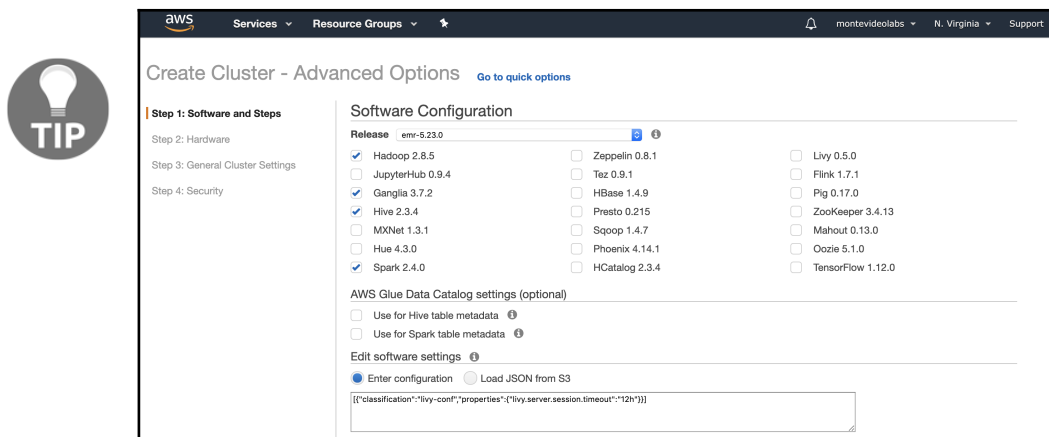 aws Services Resource Groups montevideolabs N. Virginia Support
TIP
Create Cluster - Advanced Options Go to quick options
Step 1: Software and Steps
Step 2: Hardware
Step 3: General Cluster Settings
Step 4: Security
Software Configuration
Release emr-5.23.0
Hadoop 2.8.5 Zeppelin 0.8.1 Livy 0.5.0
JupyterHub 0.9.4 Tez 0.9.1 Flink 1.7.1
Ganglia 3.7.2 HBase 1.4.9 Pig 0.17.0
Hive 2.3.4 Presto 0.215 ZooKeeper 3.4.13
MXNet 1.3.1 Sqoop 1.4.7 Mahout 0.13.0
Hue 4.3.0 Phoenix 4.14.1 Oozie 5.1.0
Spark 2.4.0 HCatalog 2.3.4 TensorFlow 1.12.0
AWS Glue Data Catalog settings (optional)
Use for Hive table metadata
Use for Spark table metadata
Edit software settings
Enter configuration Load JSON from S3
[{"classification":"livy-conf","properties":{"livy.server.session.timeout":"12h"}}]